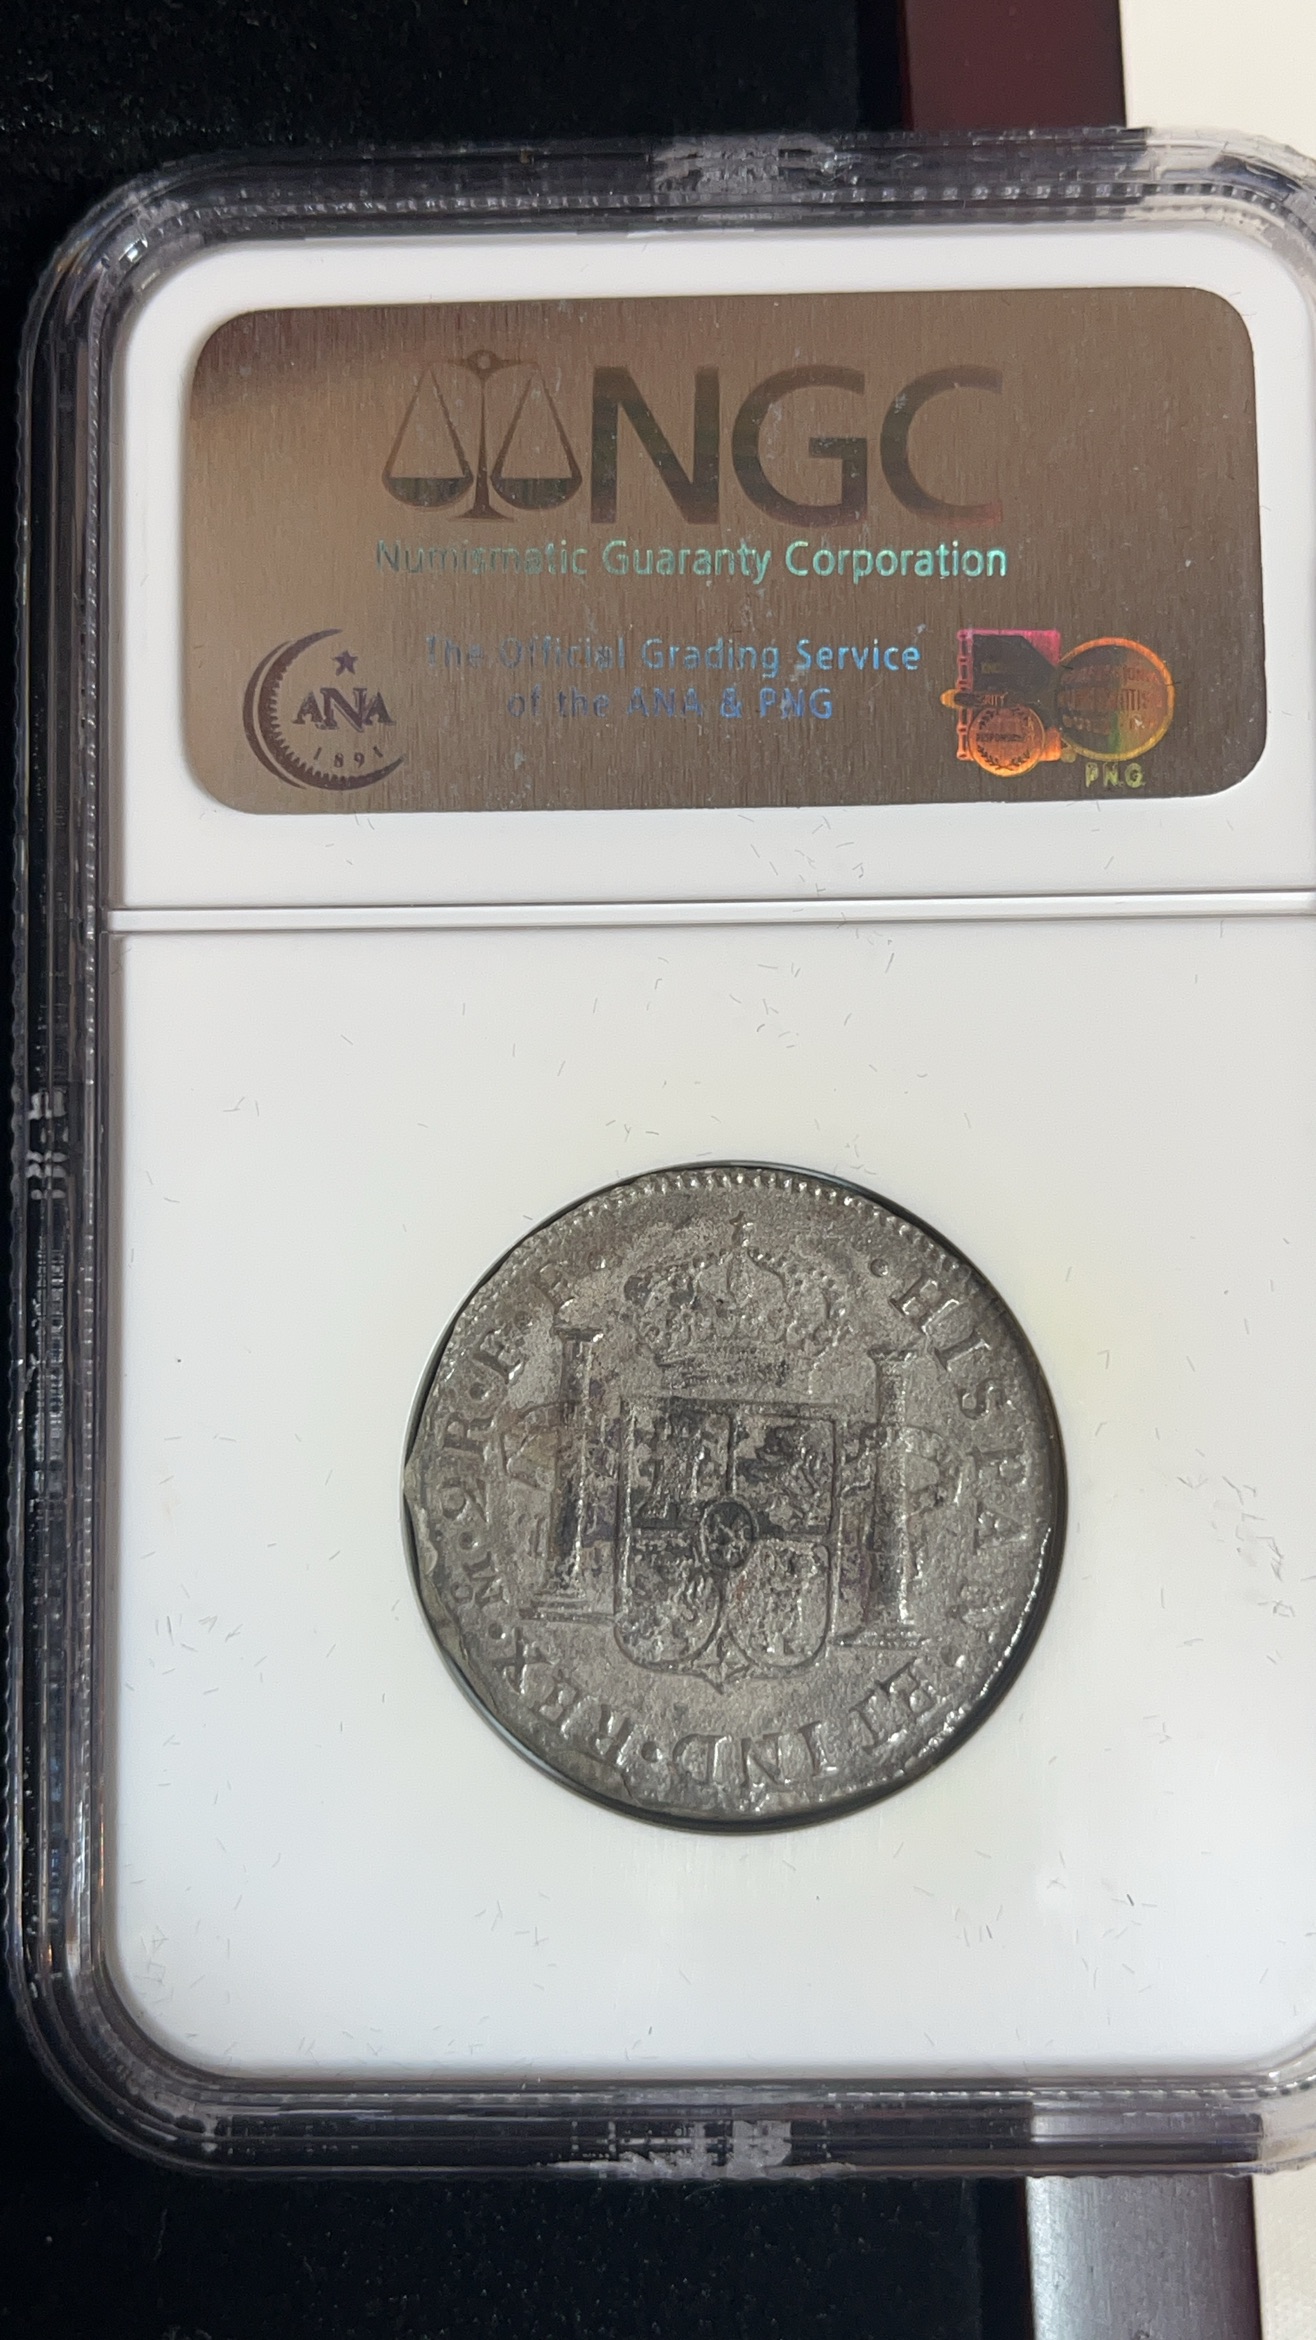 NGC
Numismatic Guaranty Corporation
The Official Grading Service
of the ANA & PNG
ANA
1891
RESPONSIBILITY
P.N.G.
· HISPAN · ET IND · REX · M · 2R · F · F ·